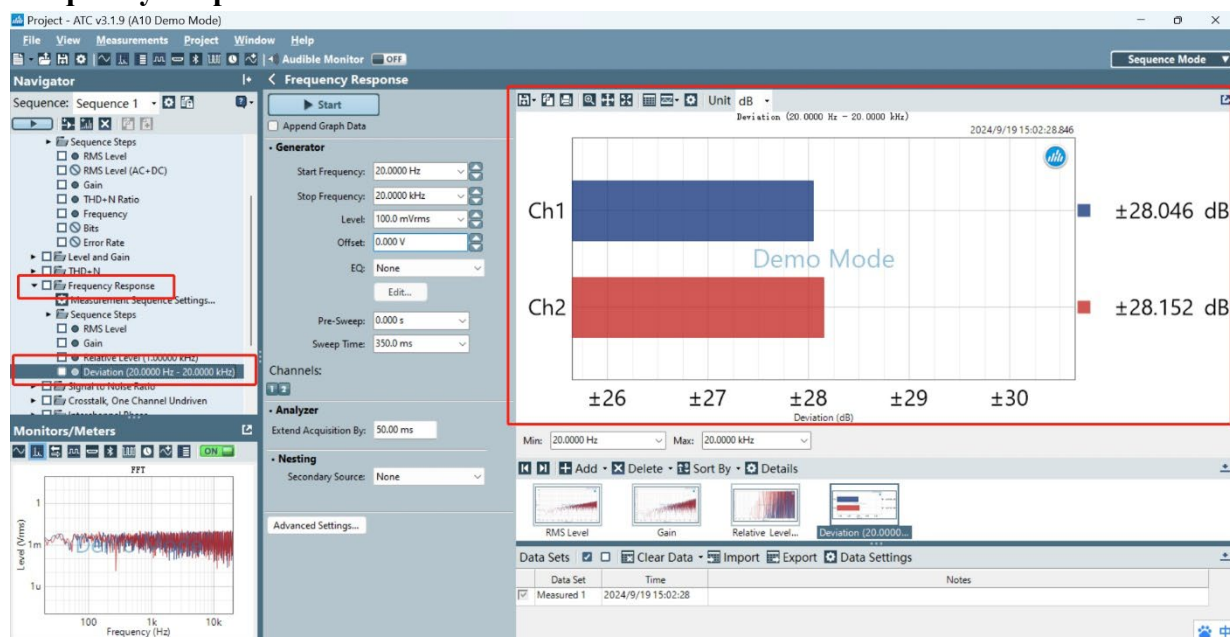 Project - ATC v3.1.9 (A10 Demo Mode)
File View Measurements Project Window Help
Audible Monitor OFF
Sequence Mode
Navigator
Frequency Response
Sequence: Sequence 1
Sequence Steps
RMS Level
RMS Level (AC+DC)
Gain
THD+N Ratio
Frequency
Bits
Error Rate
Level and Gain
THD+N
Frequency Response
Measurement Sequence Settings...
Sequence Steps
RMS Level
Gain
Relative Level (1.00000 kHz)
Deviation (20.0000 Hz - 20.0000 kHz)
Signal to Noise Ratio
Crosstalk, One Channel Undriven
Interchannel Phase
Monitors/Meters
ON
FFT
Level (Vrms)
1
1m
1u
100 1k 10k
Frequency (Hz)
Start
Append Graph Data
Generator
Start Frequency: 20.0000 Hz
Stop Frequency: 20.0000 kHz
Level: 100.0 mVrms
Offset: 0.000 V
EQ: None
Edit...
Pre-Sweep: 0.000 s
Sweep Time: 350.0 ms
Channels:
1 2
Analyzer
Extend Acquisition By: 50.00 ms
Nesting
Secondary Source: None
Advanced Settings...
Unit dB
Deviation (20.0000 Hz - 20.0000 kHz)
2024/9/19 15:02:28.846
Ch1
±28.046 dB
Demo Mode
Ch2
±28.152 dB
±26 ±27 ±28 ±29 ±30
Deviation (dB)
Min: 20.0000 Hz Max: 20.0000 kHz
Add Delete Sort By Details
RMS Level Gain Relative Level... Deviation (20.0000...
Data Sets Clear Data Import Export Data Settings
Data Set Time Notes
Measured 1 2024/9/19 15:02:28
中